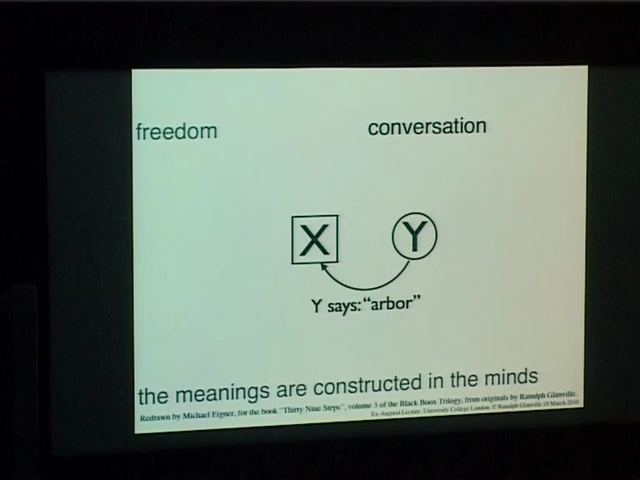 freedom
conversation
X
Y
Y says: "arbor"
the meanings are constructed in the minds
Redrawn by Michael Eigner, for the book "Thirty Nine Steps", volume 3 of the Black Boox Trilogy, from originals by Ranulph Glanville.
Ex-Augural Lecture, University College London. © Ranulph Glanville 10 March 2010